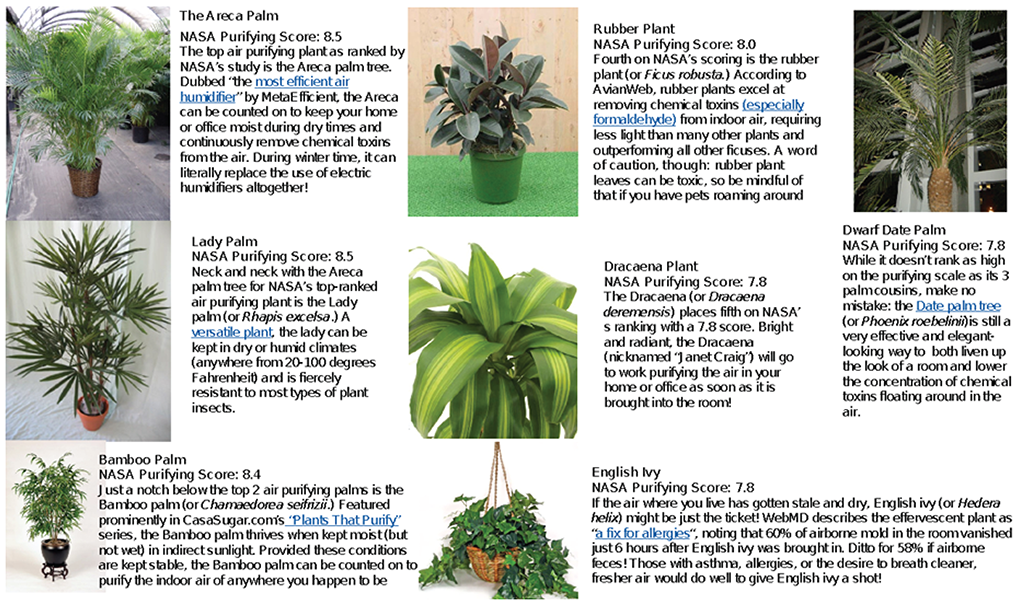 The Areca Palm
NASA Purifying Score: 8.5
The top air purifying plant as ranked by
NASA's study is the Areca palm tree.
Dubbed "the most efficient air
humidifier" by MetaEfficient, the Areca
can be counted on to keep your home
or office moist during dry times and
continuously remove chemical toxins
from the air. During winter time, it can
literally replace the use of electric
humidifiers altogether!
Rubber Plant
NASA Purifying Score: 8.0
Fourth on NASA's scoring is the rubber
plant (or Ficus robusta.) According to
AvianWeb, rubber plants excel at
removing chemical toxins (especially
formaldehyde) from indoor air, requiring
less light than many other plants and
outperforming all other ficuses. A word
of caution, though: rubber plant
leaves can be toxic, so be mindful of
that if you have pets roaming around
Lady Palm
NASA Purifying Score: 8.5
Neck and neck with the Areca
palm tree for NASA's top-ranked
air purifying plant is the Lady
palm (or Rhapis excelsa.) A
versatile plant, the lady can be
kept in dry or humid climates
(anywhere from 20-100 degrees
Fahrenheit) and is fiercely
resistant to most types of plant
insects.
Dracaena Plant
NASA Purifying Score: 7.8
The Dracaena (or Dracaena
deremensis) places fifth on NASA'
s ranking with a 7.8 score. Bright
and radiant, the Dracaena
(nicknamed "Janet Craig") will go
to work purifying the air in your
home or office as soon as it is
brought into the room!
Dwarf Date Palm
NASA Purifying Score: 7.8
While it doesn't rank as high
on the purifying scale as its 3
palm cousins, make no
mistake: the Date palm tree
(or Phoenix roebelinii)is still a
very effective and elegant-
looking way to both liven up
the look of a room and lower
the concentration of chemical
toxins floating around in the
air.
Bamboo Palm
NASA Purifying Score: 8.4
Just a notch below the top 2 air purifying palms is the
Bamboo palm (or Chamaedorea seifrizii.) Featured
prominently in CasaSugar.com's "Plants That Purify"
series, the Bamboo palm thrives when kept moist (but
not wet) in indirect sunlight. Provided these conditions
are kept stable, the Bamboo palm can be counted on to
purify the indoor air of anywhere you happen to be
English Ivy
NASA Purifying Score: 7.8
If the air where you live has gotten stale and dry, English ivy (or Hedera
helix) might be just the ticket! WebMD describes the effervescent plant as
"a fix for allergies", noting that 60% of airborne mold in the room vanished
just 6 hours after English ivy was brought in. Ditto for 58% if airborne
feces! Those with asthma, allergies, or the desire to breath cleaner,
fresher air would do well to give English ivy a shot!